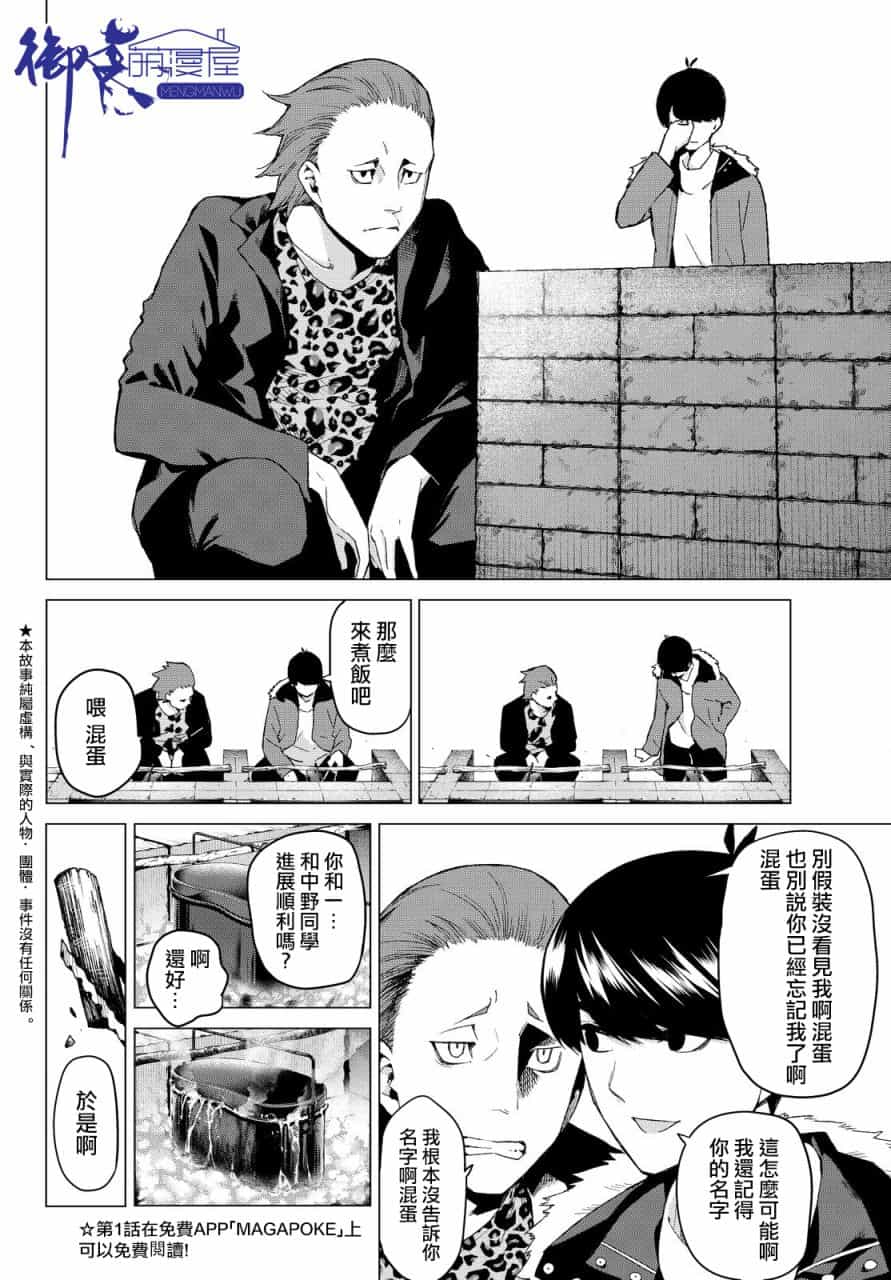 御書萌漫屋
MENGMANWU
那麼
來煮飯吧
喂 混蛋
別假裝沒看見我啊混蛋
也別說你已經忘記我了啊
混蛋
這怎麼可能啊
我還記得
你的名字
我根本沒告訴你
名字啊混蛋
你和一…
和中野同學
進展順利嗎？
啊
還好…
於是啊
★本故事純屬虛構、與實際的人物．團體．事件沒有任何關係。
☆第1話在免費APP「MAGAPOKE」上
可以免費閱讀!